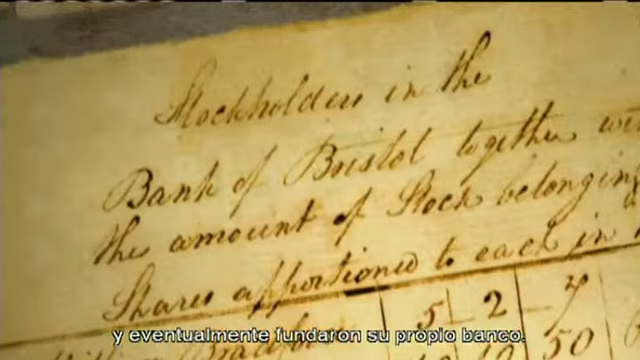 Stockholders in the
Bank of Bristol together
the amount of Stock belonging
Shares apportioned to each in
5 2 7
50
y eventualmente fundaron su propio banco.